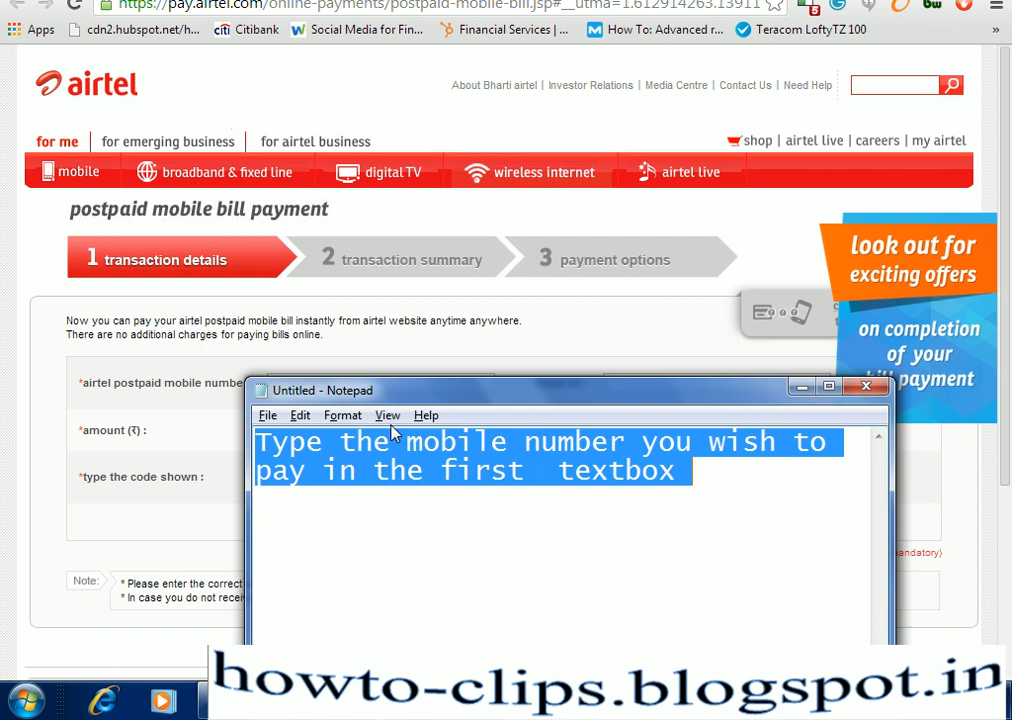 https://pay.airtel.com/online-payments/postpaid-mobile-bill.jsp#__utma=1.612914263.13911
5
Apps
cdn2.hubspot.net/h...
citi Citibank
Social Media for Fin...
Financial Services | ...
How To: Advanced r...
Teracom LoftyTZ 100
»
airtel
About Bharti airtel | Investor Relations | Media Centre | Contact Us | Need Help
for me | for emerging business | for airtel business
shop | airtel live | careers | my airtel
mobile
broadband & fixed line
digital TV
wireless internet
airtel live
postpaid mobile bill payment
1 transaction details
2 transaction summary
3 payment options
look out for
exciting offers
on completion
of your
bill payment
Now you can pay your airtel postpaid mobile bill instantly from airtel website anytime anywhere.
There are no additional charges for paying bills online.
*airtel postpaid mobile numbe
*amount (₹) :
*type the code shown :
Untitled - Notepad
File Edit Format View Help
Type the mobile number you wish to
pay in the first textbox
andatory)
Note:
* Please enter the correct
* In case you do not recei
howto-clips.blogspot.in